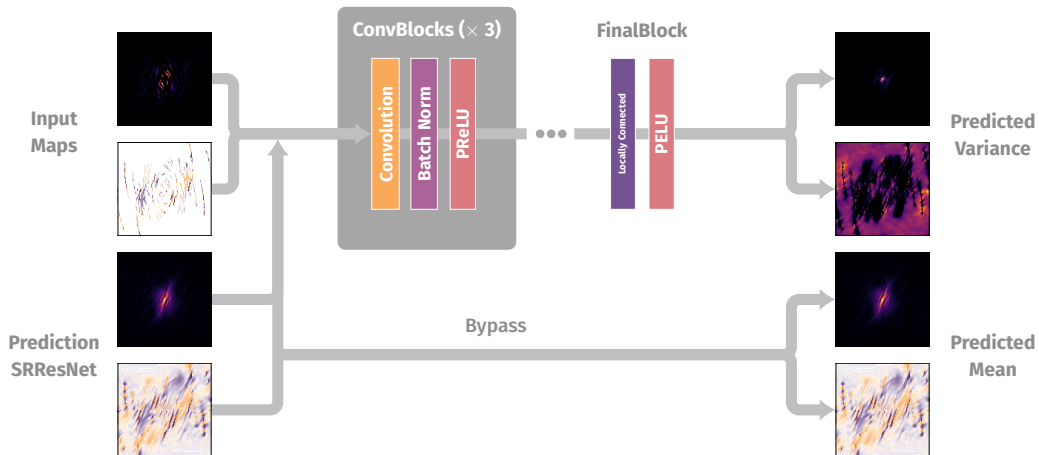 ConvBlocks (× 3)
FinalBlock
Input
Maps
Convolution
Batch Norm
PReLU
Locally Connected
PELU
Predicted
Variance
Prediction
SRResNet
Bypass
Predicted
Mean